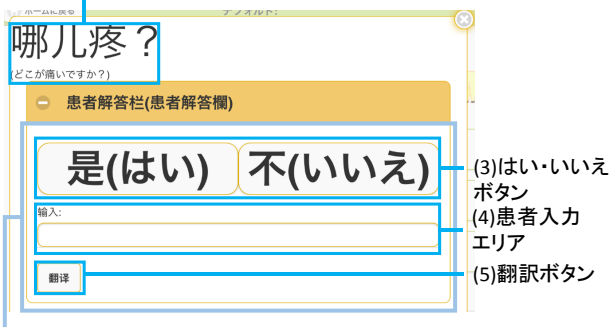 ホームに戻る
デフォルト:
哪儿疼？
(どこが痛いですか?)
患者解答栏(患者解答欄)
是(はい)
不(いいえ)
(3)はい・いいえ
ボタン
输入:
(4)患者入力
エリア
翻译
(5)翻訳ボタン